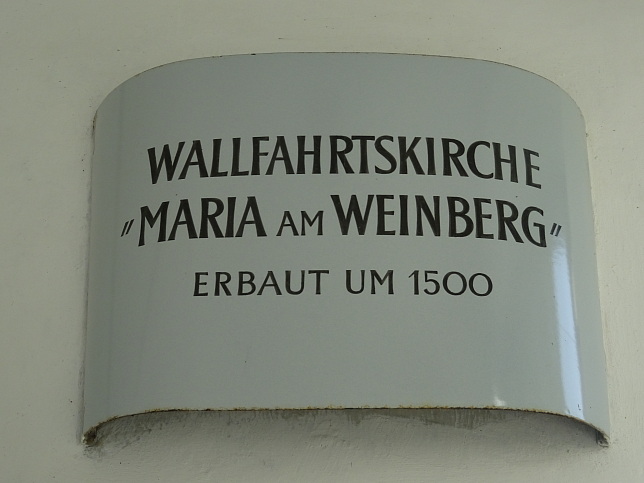 WALLFAHRTSKIRCHE
„MARIA AM WEINBERG“
ERBAUT UM 1500